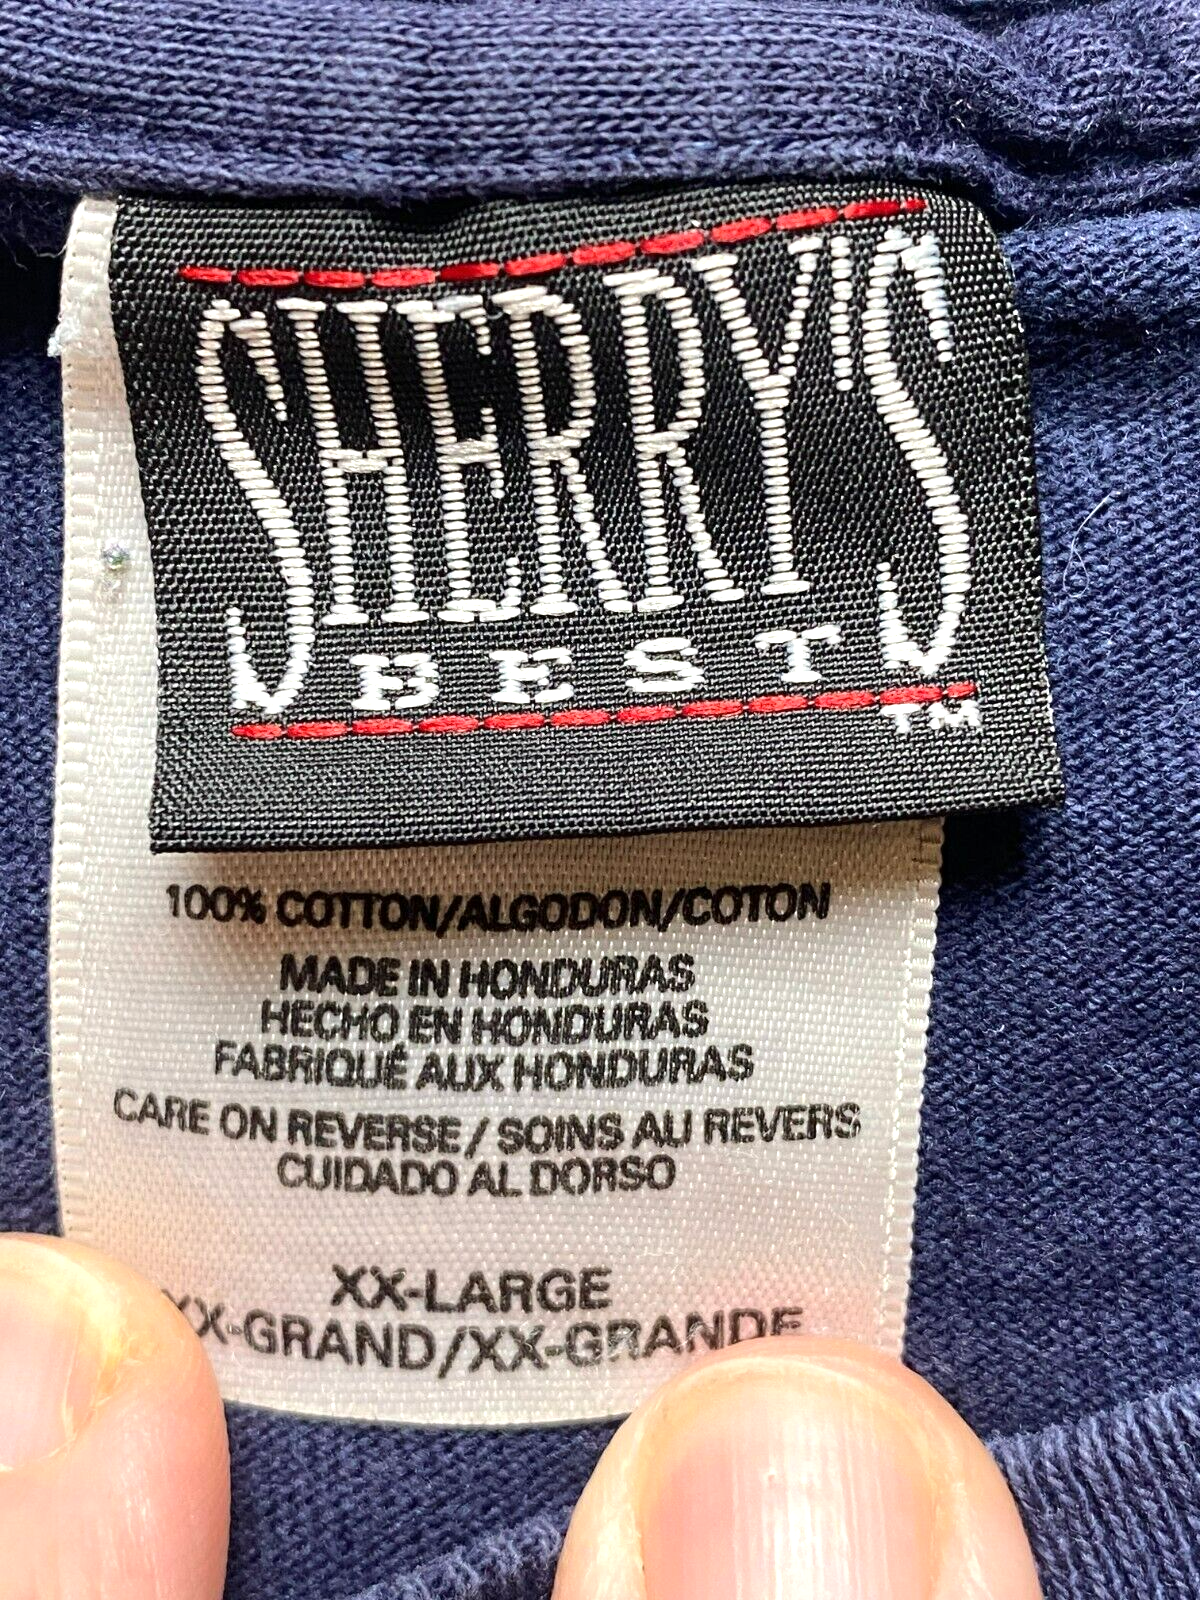 SHERRY'S
BEST
TM
100% COTTON/ALGODON/COTON
MADE IN HONDURAS
HECHO EN HONDURAS
FABRIQUÉ AUX HONDURAS
CARE ON REVERSE / SOINS AU REVERS
CUIDADO AL DORSO
XX-LARGE
XX-GRAND/XX-GRANDE